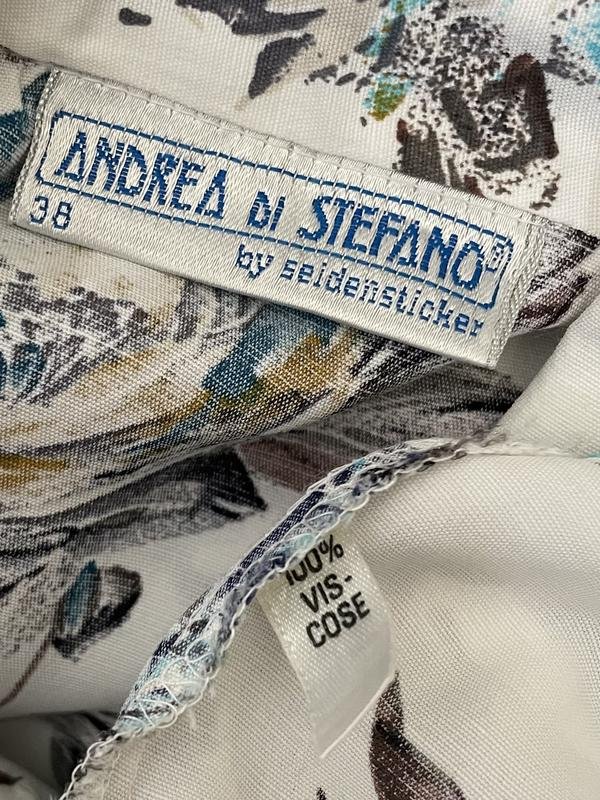 ANDREA DI STEFANO®
38
by seidensticker
100%
VIS-
COSE